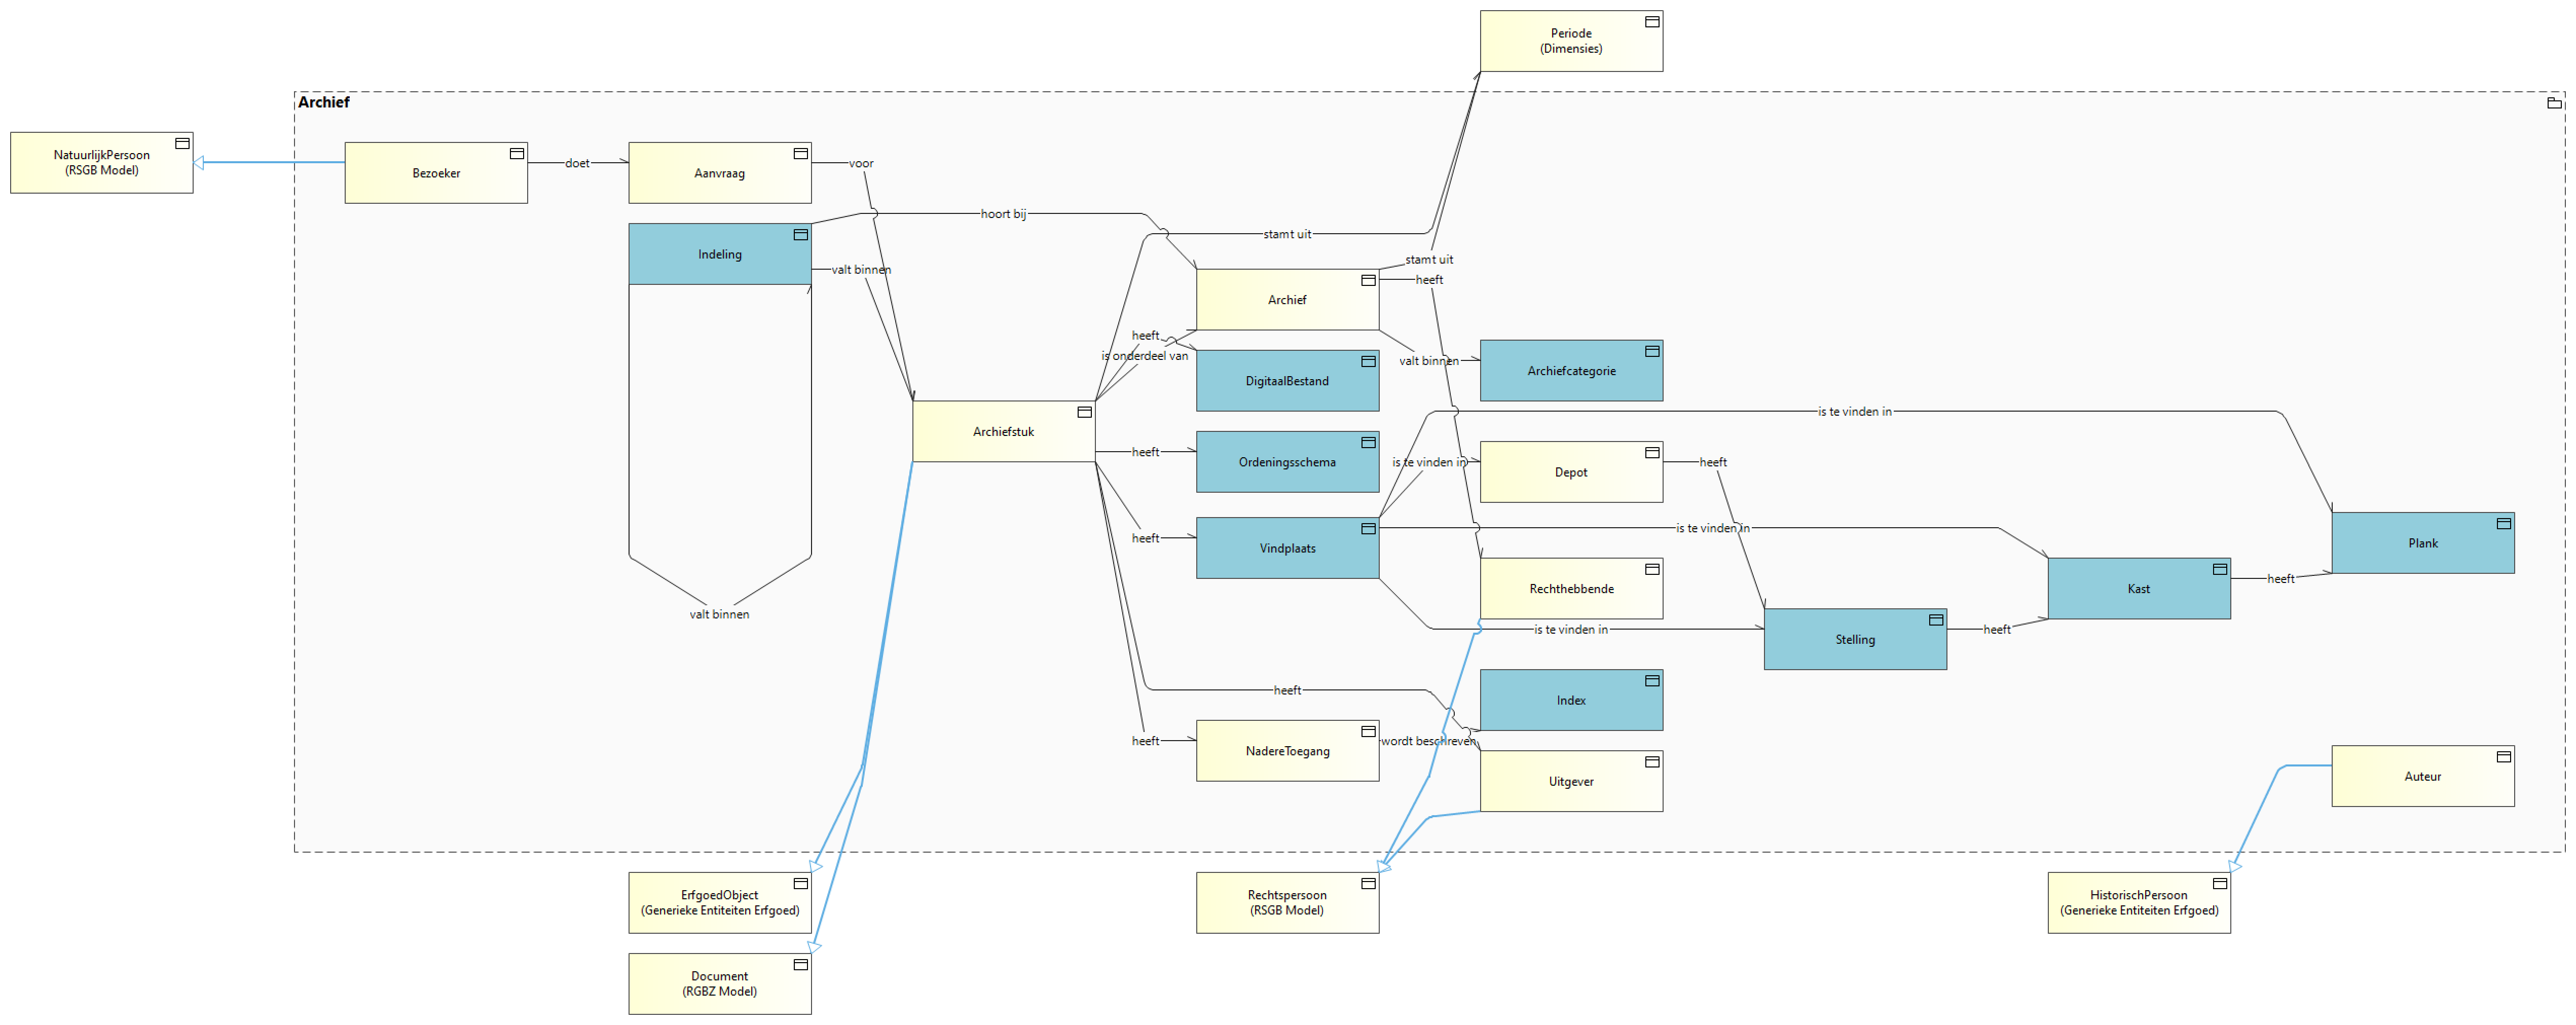 Periode
(Dimensies)
Archief
NatuurlijkPersoon
(RSGB Model)
Bezoeker
doet
Aanvraag
voor
hoort bij
stamt uit
Indeling
valt binnen
stamt uit
heeft
Archief
heeft
is onderdeel van
valt binnen
Archiefcategorie
DigitaalBestand
is te vinden in
Archiefstuk
heeft
Ordeningsschema
is te vinden in
Depot
heeft
heeft
Vindplaats
is te vinden in
Plank
Rechthebbende
Kast
heeft
valt binnen
is te vinden in
Stelling
heeft
heeft
Index
heeft
NadereToegang
wordt beschreven
Uitgever
Auteur
ErfgoedObject
(Generieke Entiteiten Erfgoed)
Rechtspersoon
(RSGB Model)
HistorischPersoon
(Generieke Entiteiten Erfgoed)
Document
(RGBZ Model)